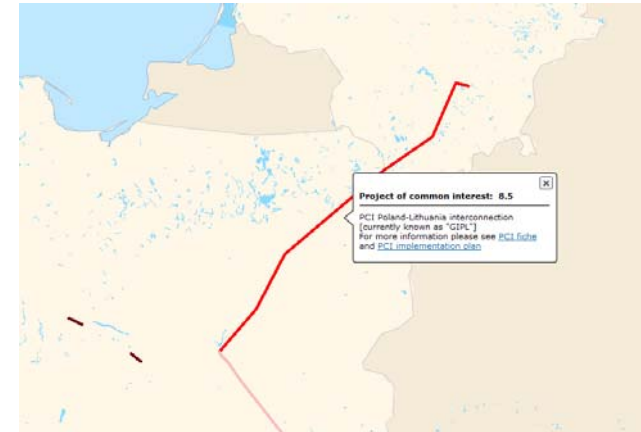 Project of common interest: 8.5
PCI Poland-Lithuania interconnection
[currently known as "GIPL"]
For more information please see PCI fiche
and PCI implementation plan